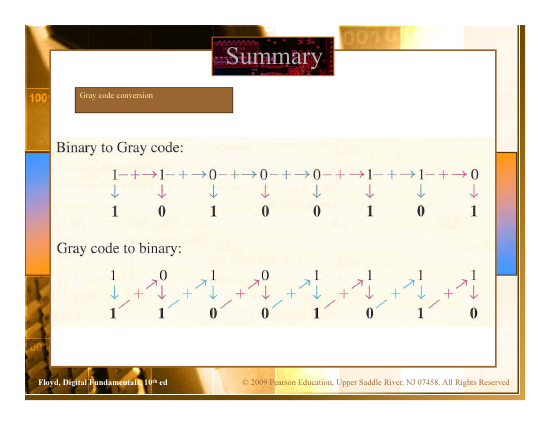 Summary
Gray code conversion
Binary to Gray code:
1 + 1 + 0 + 0 + 0 + 1 + 1 + 0
1 0 1 0 0 1 0 1
Gray code to binary:
1 0 1 0 1 1 1 1
+ + + + + + +
1 1 0 0 1 0 1 0
Floyd, Digital Fundamentals, 10th ed
© 2009 Pearson Education, Upper Saddle River, NJ 07458. All Rights Reserved